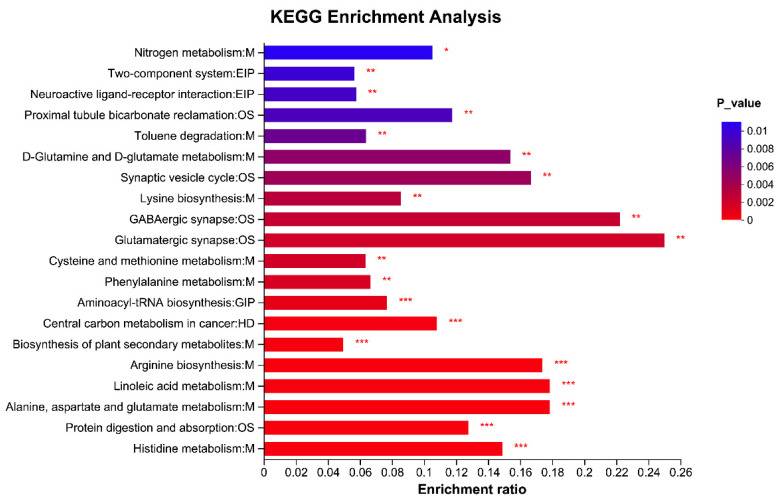 KEGG Enrichment Analysis
Nitrogen metabolism:M *
Two-component system:EIP **
Neuroactive ligand-receptor interaction:EIP **
Proximal tubule bicarbonate reclamation:OS **
Toluene degradation:M **
D-Glutamine and D-glutamate metabolism:M **
Synaptic vesicle cycle:OS **
Lysine biosynthesis:M **
GABAergic synapse:OS **
Glutamatergic synapse:OS **
Cysteine and methionine metabolism:M **
Phenylalanine metabolism:M **
Aminoacyl-tRNA biosynthesis:GIP ***
Central carbon metabolism in cancer:HD ***
Biosynthesis of plant secondary metabolites:M ***
Arginine biosynthesis:M ***
Linoleic acid metabolism:M ***
Alanine, aspartate and glutamate metabolism:M ***
Protein digestion and absorption:OS ***
Histidine metabolism:M ***
0 0.02 0.04 0.06 0.08 0.1 0.12 0.14 0.16 0.18 0.2 0.22 0.24 0.26
Enrichment ratio
P_value
0.01
0.008
0.006
0.004
0.002
0